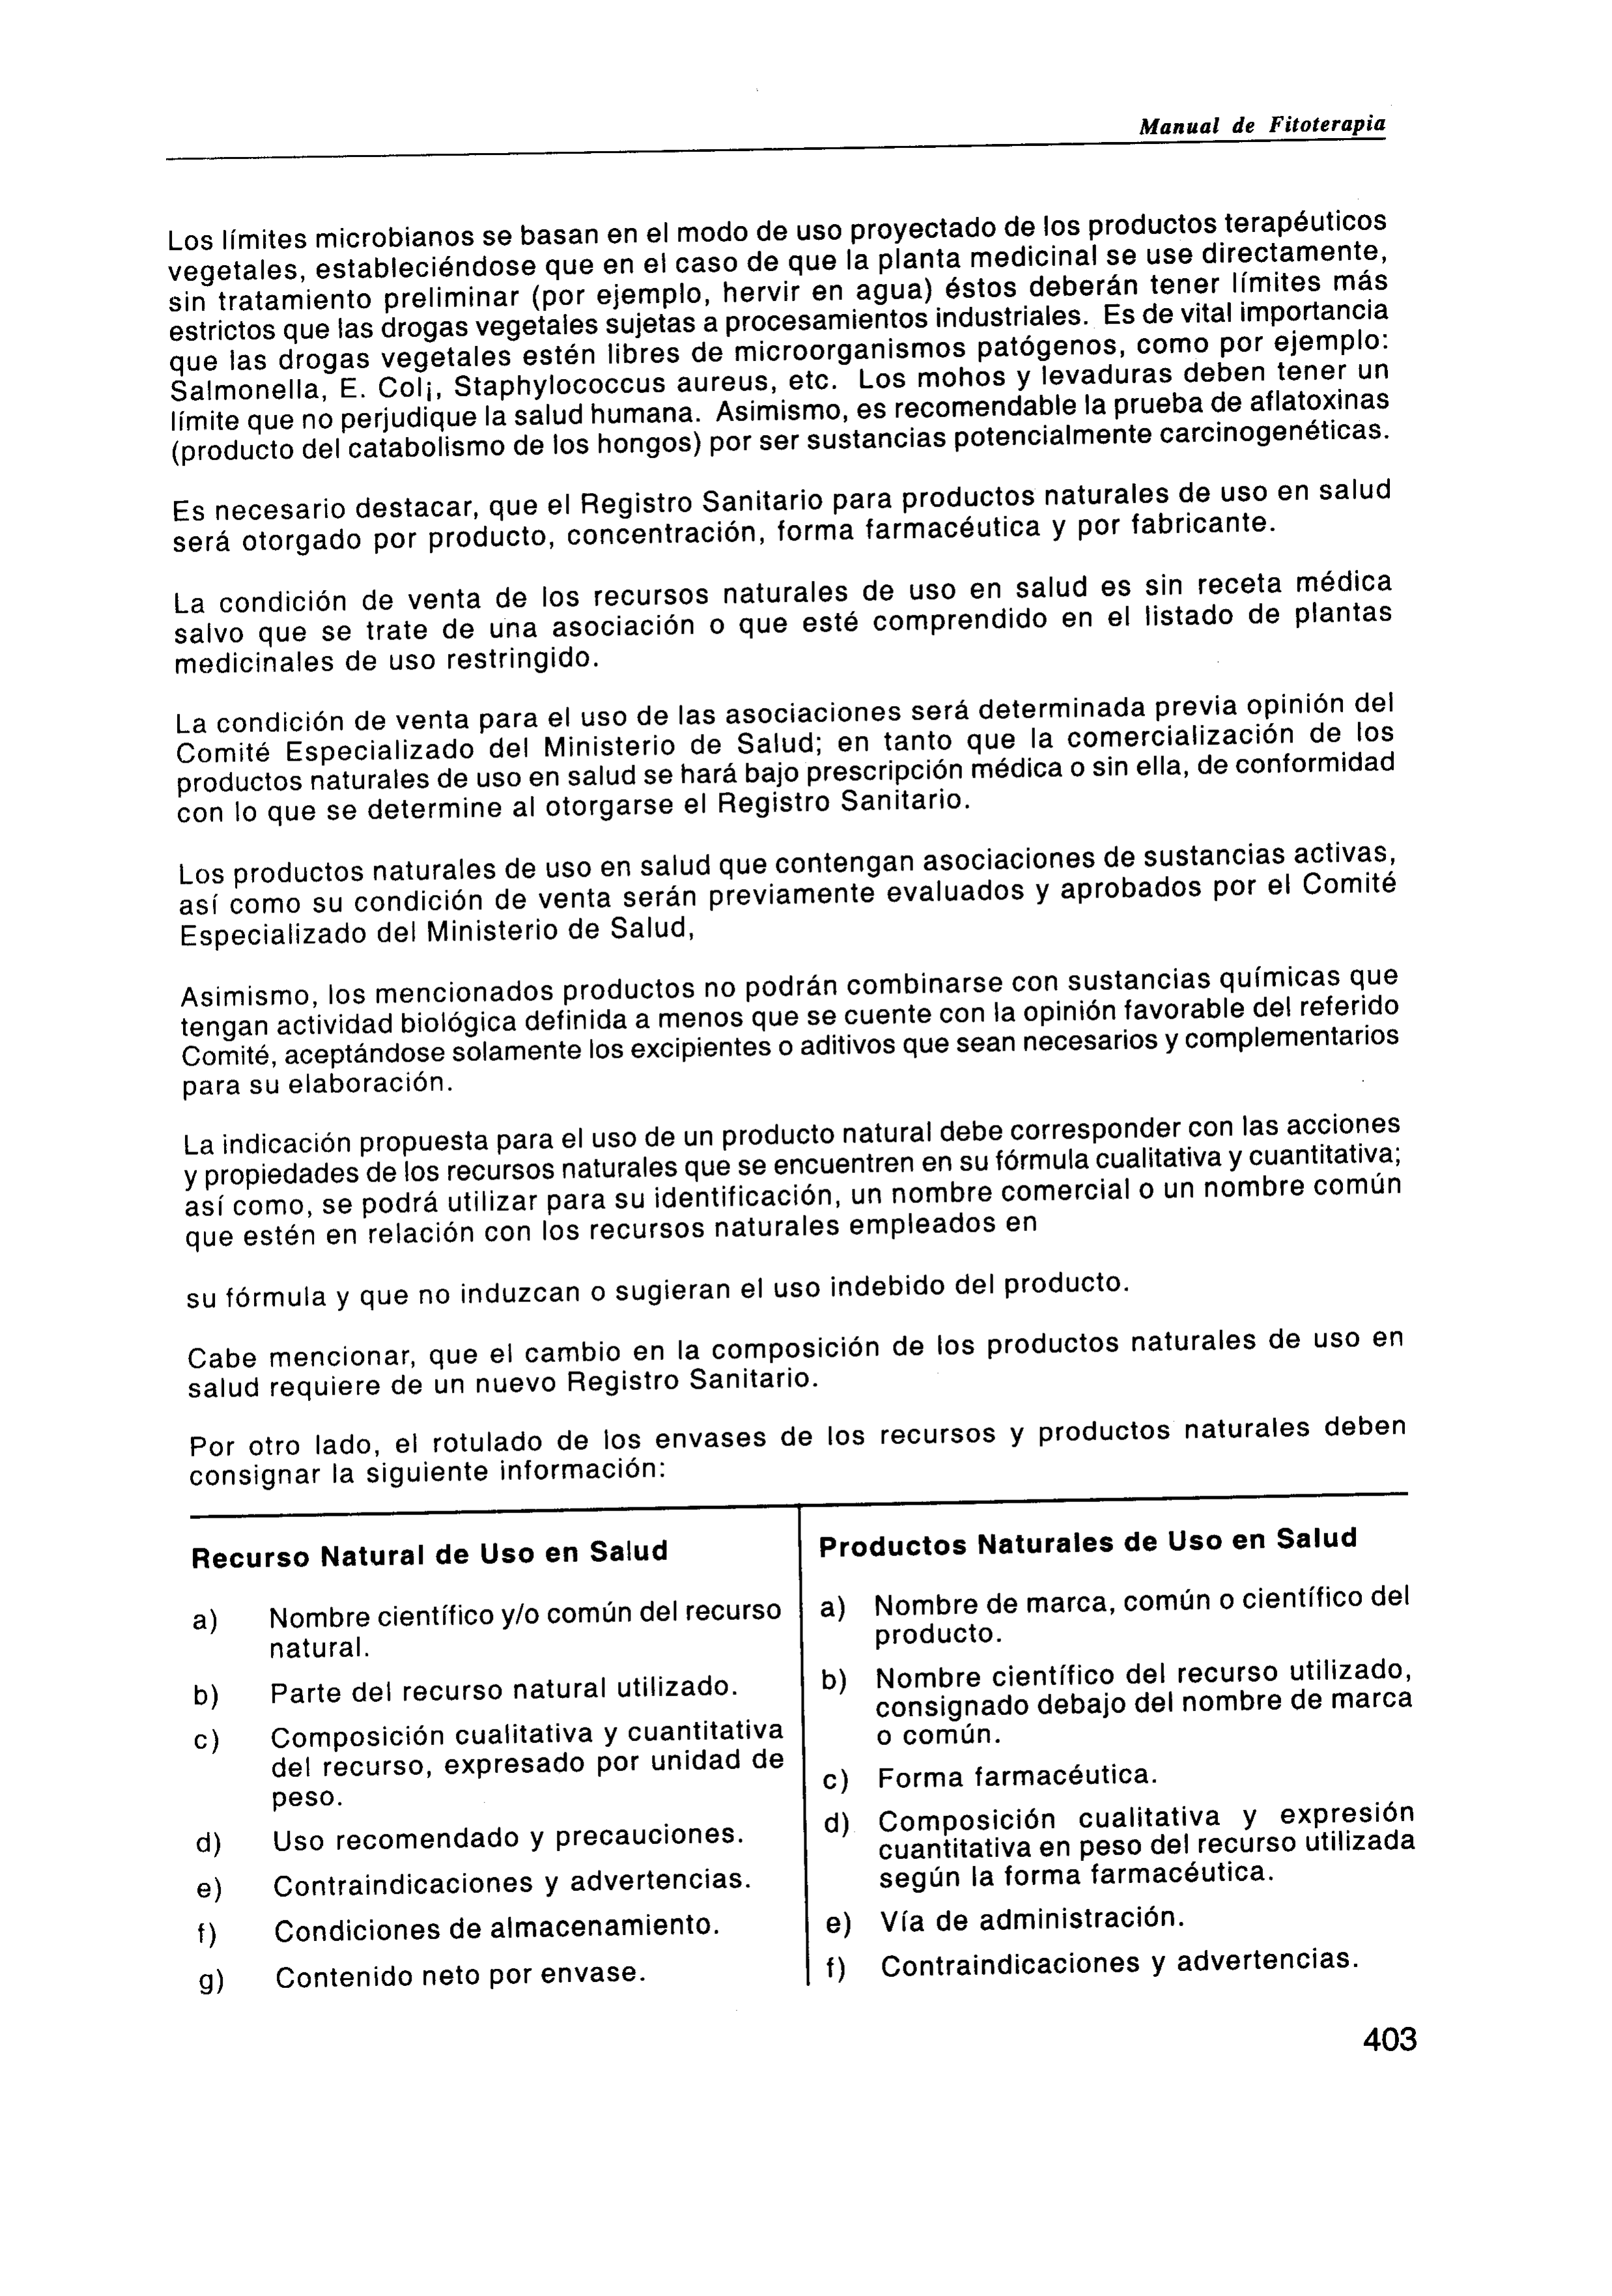 Manual de Fitoterapia
Los límites microbianos se basan en el modo de uso proyectado de los productos terapéuticos
vegetales, estableciéndose que en el caso de que la planta medicinal se use directamente,
sin tratamiento preliminar (por ejemplo, hervir en agua) éstos deberán tener límites más
estrictos que las drogas vegetales sujetas a procesamientos industriales. Es de vital importancia
que las drogas vegetales estén libres de microorganismos patógenos, como por ejemplo:
Salmonella, E. Coli, Staphylococcus aureus, etc. Los mohos y levaduras deben tener un
límite que no perjudique la salud humana. Asimismo, es recomendable la prueba de aflatoxinas
(producto del catabolismo de los hongos) por ser sustancias potencialmente carcinogenéticas.
Es necesario destacar, que el Registro Sanitario para productos naturales de uso en salud
será otorgado por producto, concentración, forma farmacéutica y por fabricante.
La condición de venta de los recursos naturales de uso en salud es sin receta médica
salvo que se trate de una asociación o que esté comprendido en el listado de plantas
medicinales de uso restringido.
La condición de venta para el uso de las asociaciones será determinada previa opinión del
Comité Especializado del Ministerio de Salud; en tanto que la comercialización de los
productos naturales de uso en salud se hará bajo prescripción médica o sin ella, de conformidad
con lo que se determine al otorgarse el Registro Sanitario.
Los productos naturales de uso en salud que contengan asociaciones de sustancias activas,
así como su condición de venta serán previamente evaluados y aprobados por el Comité
Especializado del Ministerio de Salud,
Asimismo, los mencionados productos no podrán combinarse con sustancias químicas que
tengan actividad biológica definida a menos que se cuente con la opinión favorable del referido
Comité, aceptándose solamente los excipientes o aditivos que sean necesarios y complementarios
para su elaboración.
La indicación propuesta para el uso de un producto natural debe corresponder con las acciones
y propiedades de los recursos naturales que se encuentren en su fórmula cualitativa y cuantitativa;
así como, se podrá utilizar para su identificación, un nombre comercial o un nombre común
que estén en relación con los recursos naturales empleados en
su fórmula y que no induzcan o sugieran el uso indebido del producto.
Cabe mencionar, que el cambio en la composición de los productos naturales de uso en
salud requiere de un nuevo Registro Sanitario.
Por otro lado, el rotulado de los envases de los recursos y productos naturales deben
consignar la siguiente información:
Recurso Natural de Uso en Salud
a) Nombre científico y/o común del recurso
natural.
b) Parte del recurso natural utilizado.
c) Composición cualitativa y cuantitativa
del recurso, expresado por unidad de
peso.
d) Uso recomendado y precauciones.
e) Contraindicaciones y advertencias.
f) Condiciones de almacenamiento.
g) Contenido neto por envase.
Productos Naturales de Uso en Salud
a) Nombre de marca, común o científico del
producto.
b) Nombre científico del recurso utilizado,
consignado debajo del nombre de marca
o común.
c) Forma farmacéutica.
d) Composición cualitativa y expresión
cuantitativa en peso del recurso utilizada
según la forma farmacéutica.
e) Vía de administración.
f) Contraindicaciones y advertencias.
403